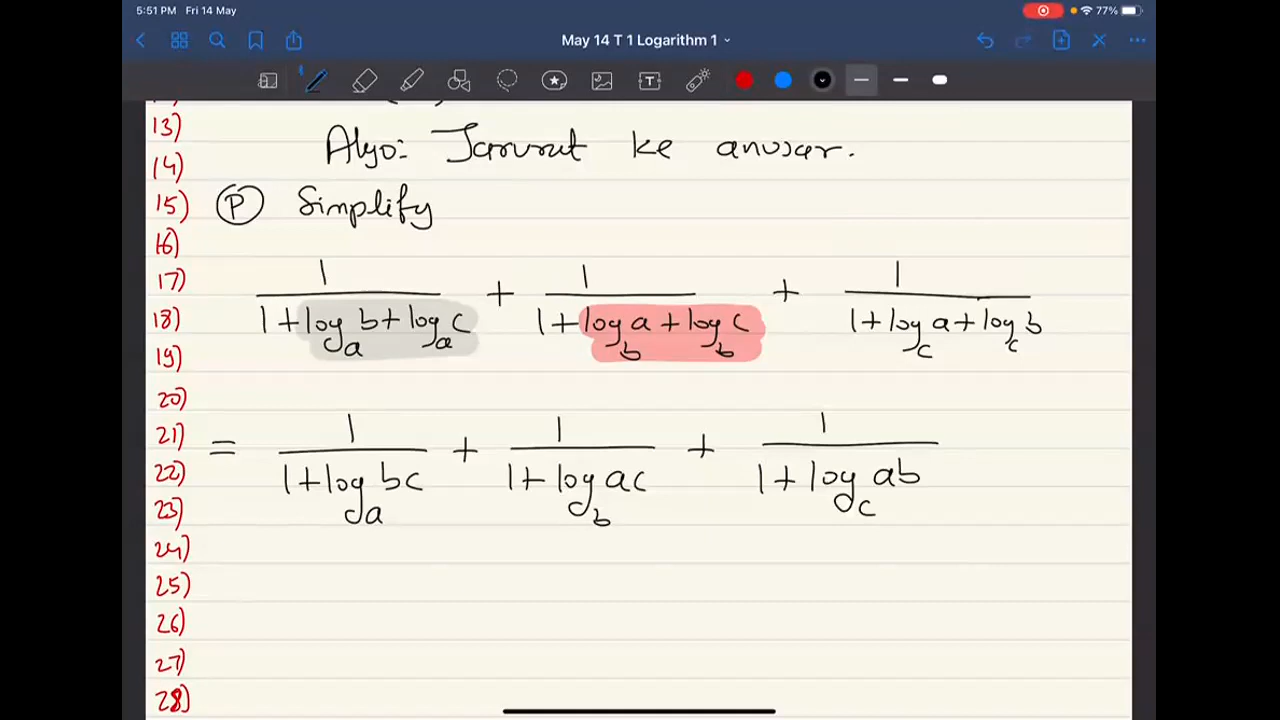 5:51 PM Fri 14 May
77%
May 14 T 1 Logarithm 1
13) Also: Jarurat ke anusar.
14)
15) (P) Simplify
16)
17) 1 + 1 + 1
18) 1+log_a b+log_a c 1+log_b a+log_b c 1+log_c a+log_c b
19)
20)
21) = 1 + 1 + 1
22) 1+log_a bc 1+log_b ac 1+log_c ab
23)
24)
25)
26)
27)
28)